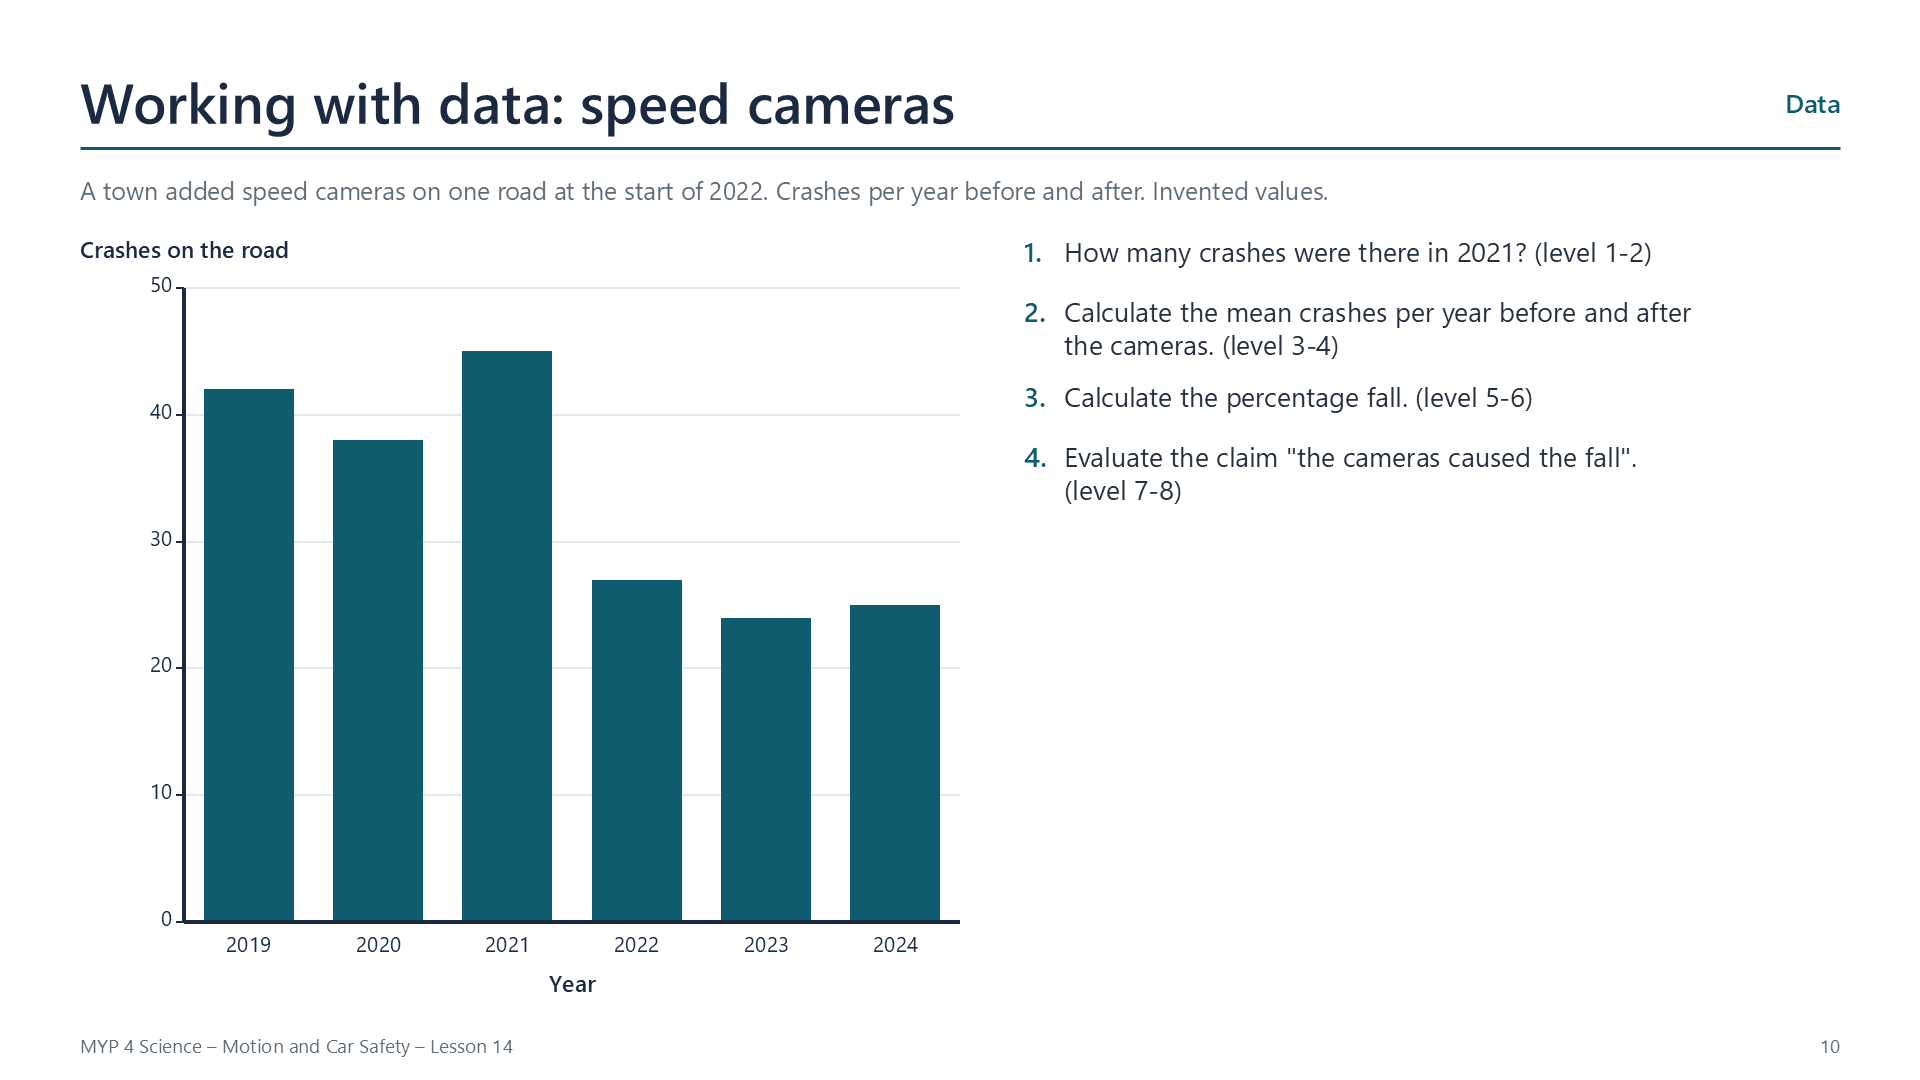 Working with data: speed cameras
Data
A town added speed cameras on one road at the start of 2022. Crashes per year before and after. Invented values.
Crashes on the road
50
40
30
20
10
0
2019 2020 2021 2022 2023 2024
Year
1. How many crashes were there in 2021? (level 1-2)
2. Calculate the mean crashes per year before and after
the cameras. (level 3-4)
3. Calculate the percentage fall. (level 5-6)
4. Evaluate the claim "the cameras caused the fall".
(level 7-8)
MYP 4 Science – Motion and Car Safety – Lesson 14
10